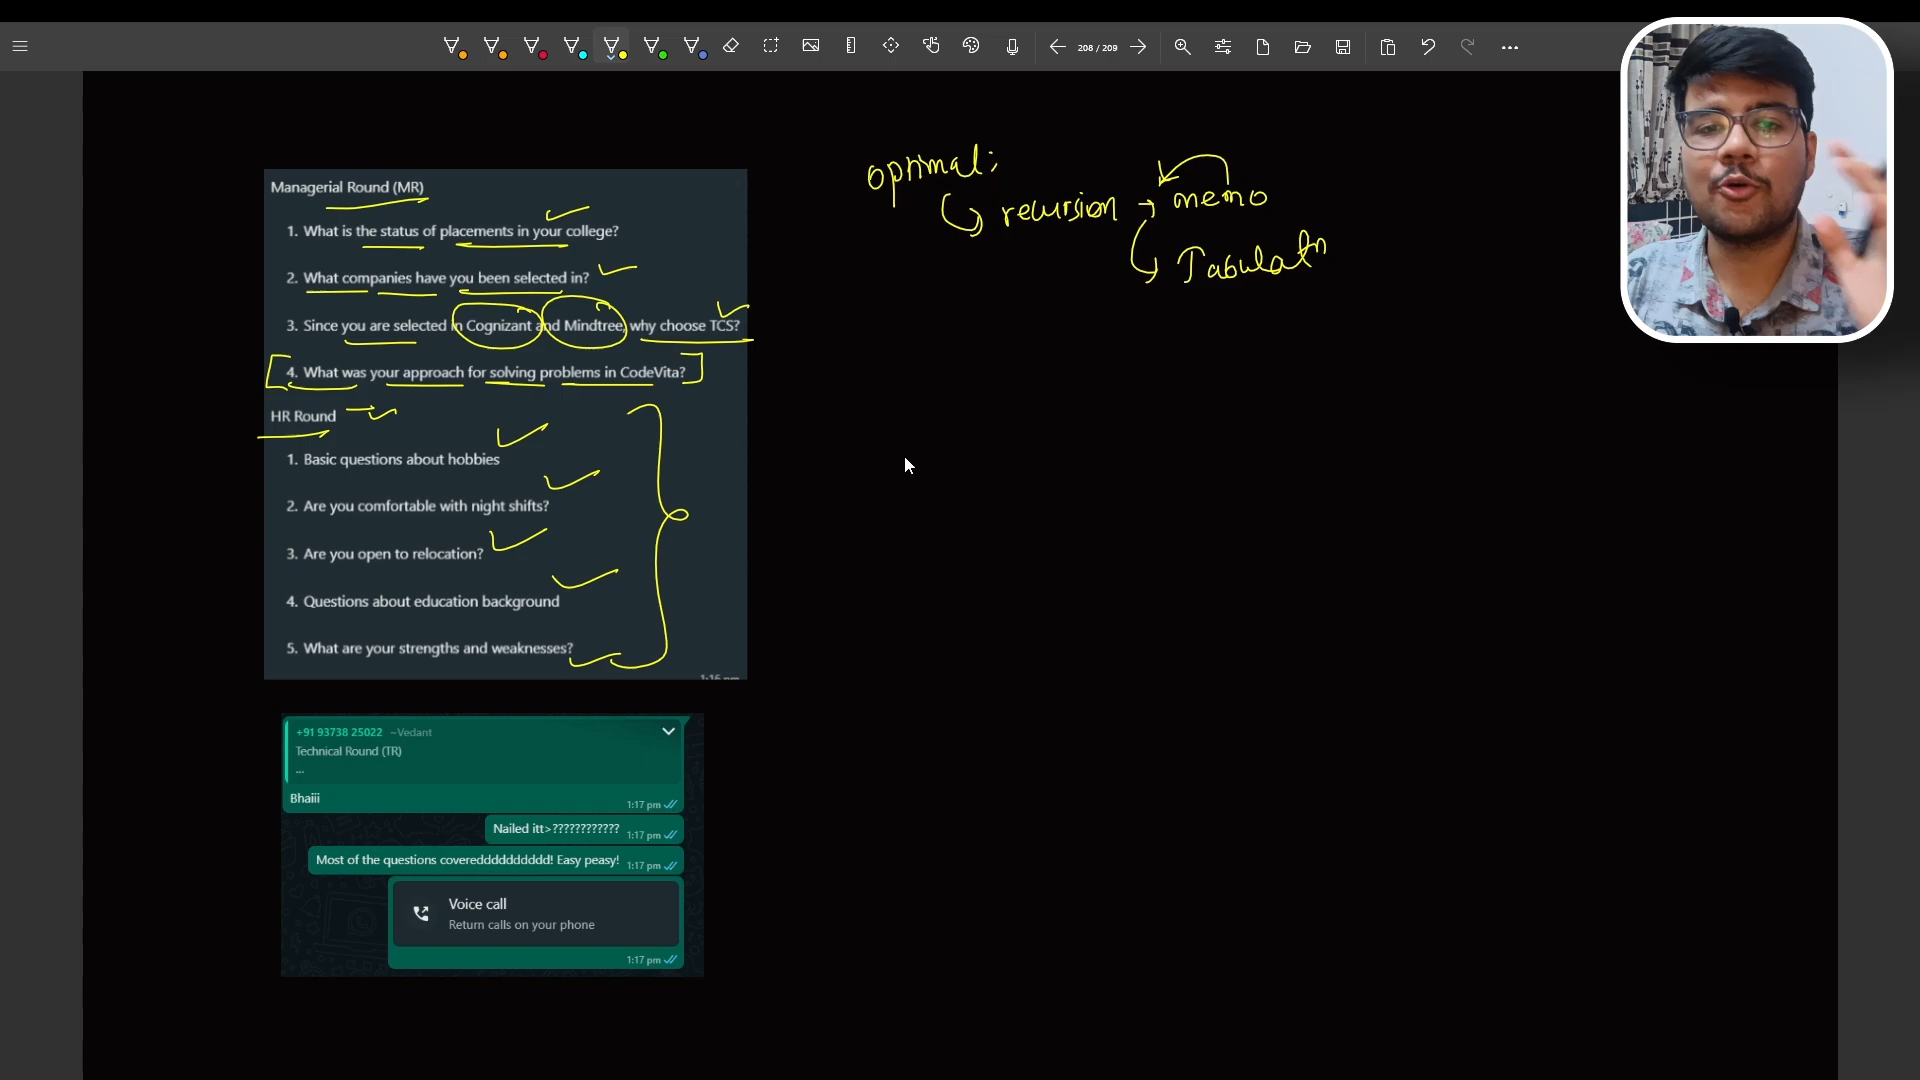 208 / 209
Managerial Round (MR)
1. What is the status of placements in your college?
2. What companies have you been selected in?
3. Since you are selected in Cognizant and Mindtree, why choose TCS?
4. What was your approach for solving problems in CodeVita?
HR Round
1. Basic questions about hobbies
2. Are you comfortable with night shifts?
3. Are you open to relocation?
4. Questions about education background
5. What are your strengths and weaknesses?
1:16 pm
+91 93738 25022 ~Vedant
Technical Round (TR)
...
Bhaiii
1:17 pm
Nailed itt>????????????
1:17 pm
Most of the questions coveredddddddddd! Easy peasy!
1:17 pm
Voice call
Return calls on your phone
1:17 pm
optimal:
recursion → memo
Tabulatn